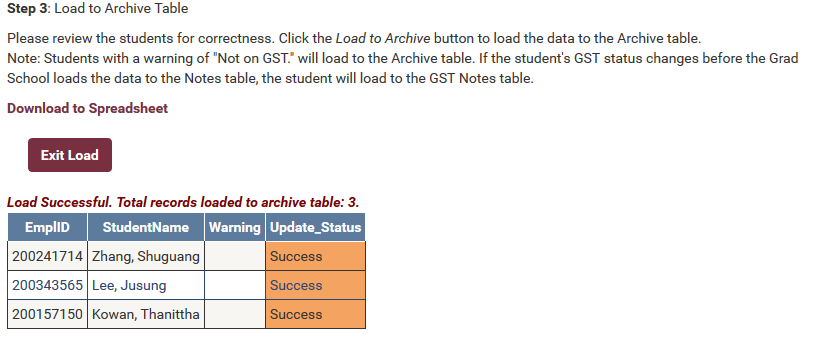 Step 3: Load to Archive Table
Please review the students for correctness. Click the Load to Archive button to load the data to the Archive table.
Note: Students with a warning of "Not on GST." will load to the Archive table. If the student's GST status changes before the Grad
School loads the data to the Notes table, the student will load to the GST Notes table.
Download to Spreadsheet
Exit Load
Load Successful. Total records loaded to archive table: 3.
EmplID StudentName Warning Update_Status
200241714 Zhang, Shuguang Success
200343565 Lee, Jusung Success
200157150 Kowan, Thanittha Success